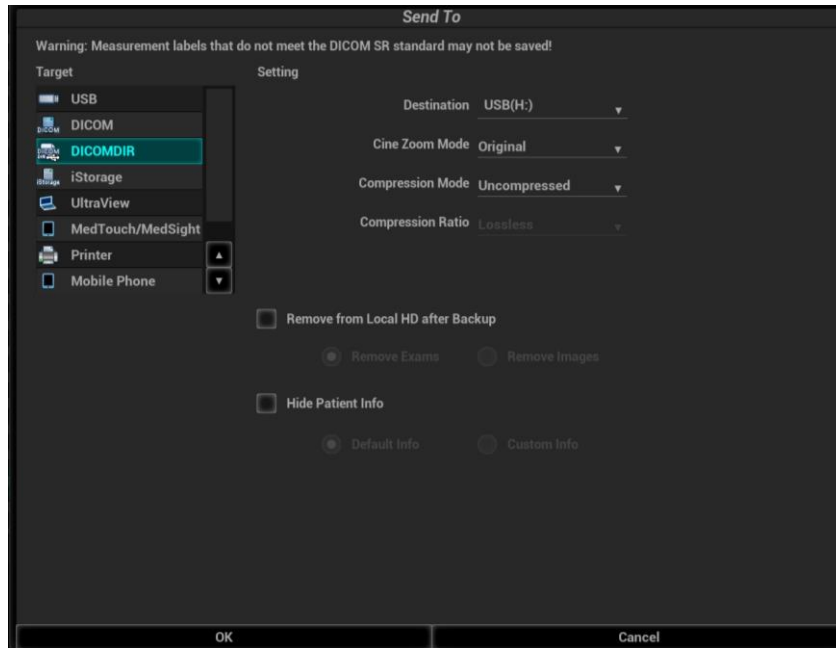 Send To
Warning: Measurement labels that do not meet the DICOM SR standard may not be saved!
Target
Setting
USB
DICOM
DICOM
DICOMDIR
iStorage
iStorage
UltraView
MedTouch/MedSight
Printer
Mobile Phone
Destination USB(H:)
Cine Zoom Mode Original
Compression Mode Uncompressed
Compression Ratio Lossless
Remove from Local HD after Backup
Remove Exams Remove Images
Hide Patient Info
Default Info Custom Info
OK Cancel